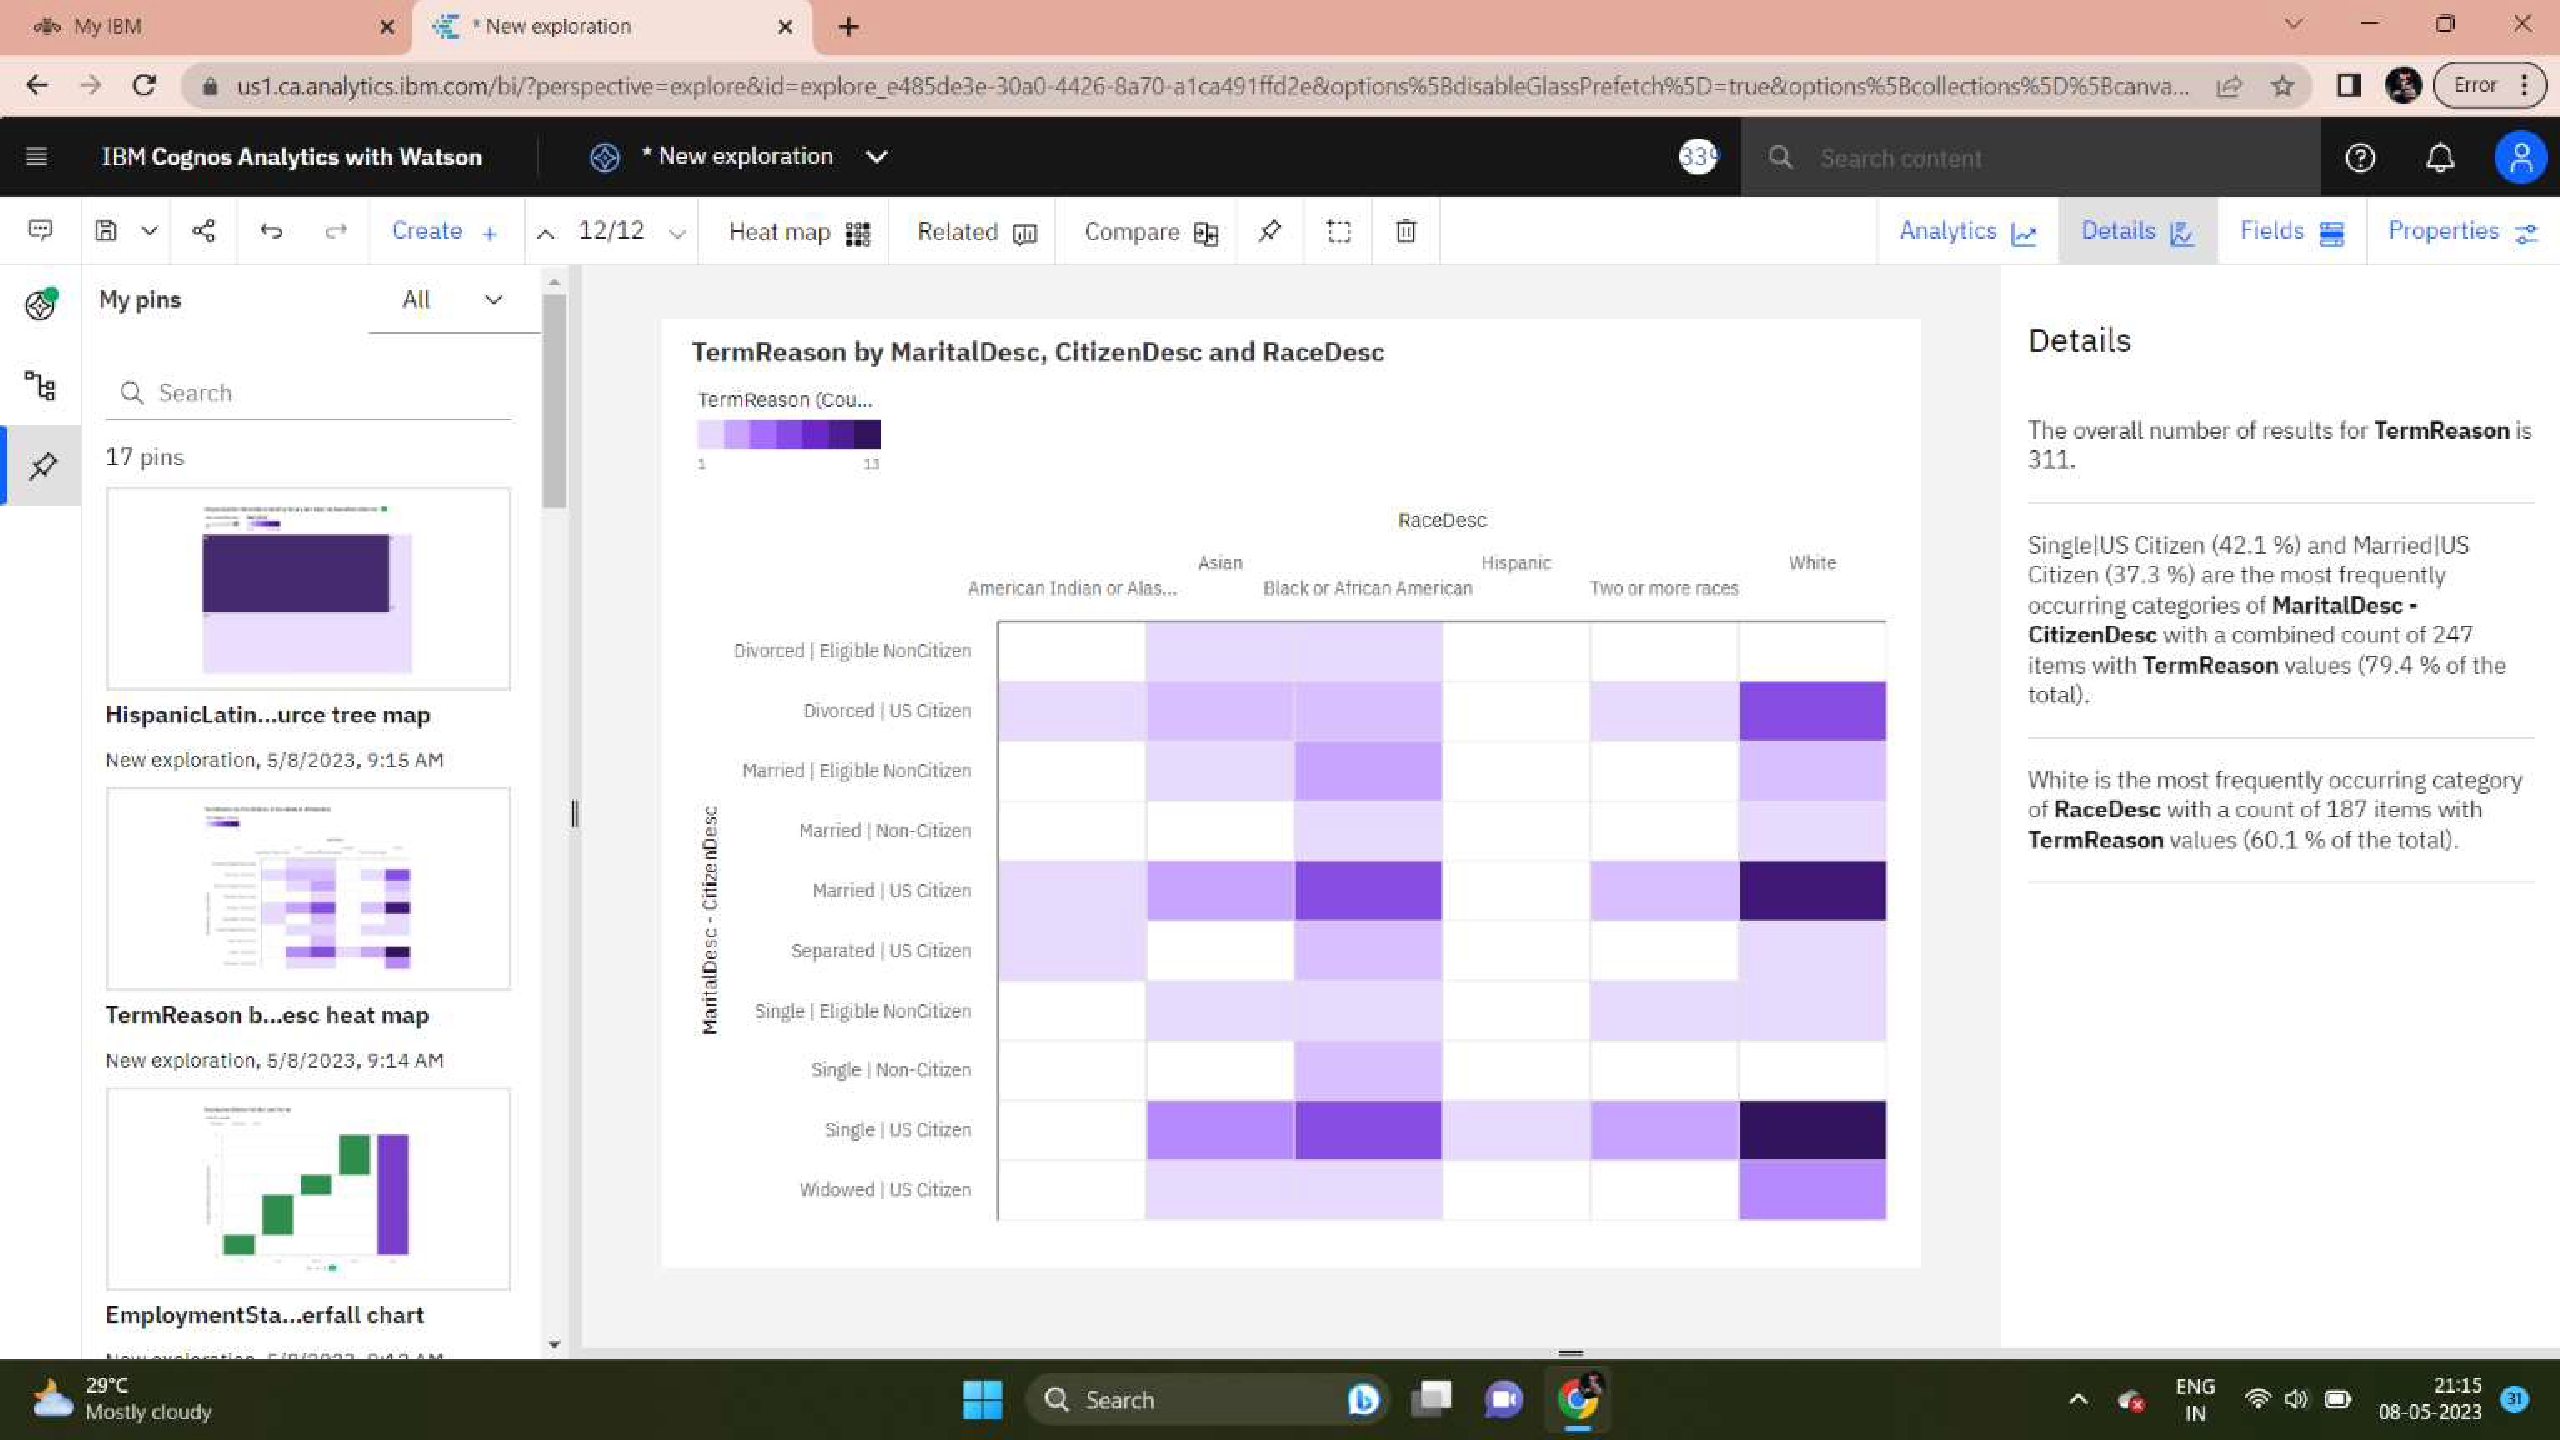 My IBM
* New exploration
us1.ca.analytics.ibm.com/bi/?perspective=explore&id=explore_e485de3e-30a0-4426-8a70-a1ca491ffd2e&options%5BdisableGlassPrefetch%5D=true&options%5Bcollections%5D%5Bcanva...
Error
IBM Cognos Analytics with Watson
* New exploration
Search content
Create +
12/12
Heat map
Related
Compare
Analytics
Details
Fields
Properties
My pins
All
Search
17 pins
HispanicLatin...urce tree map
New exploration, 5/8/2023, 9:15 AM
TermReason b...esc heat map
New exploration, 5/8/2023, 9:14 AM
EmploymentSta...erfall chart
TermReason by MaritalDesc, CitizenDesc and RaceDesc
TermReason (Cou...
1
13
RaceDesc
Asian
Hispanic
White
American Indian or Alas...
Black or African American
Two or more races
MaritalDesc - CitizenDesc
Divorced | Eligible NonCitizen
Divorced | US Citizen
Married | Eligible NonCitizen
Married | Non-Citizen
Married | US Citizen
Separated | US Citizen
Single | Eligible NonCitizen
Single | Non-Citizen
Single | US Citizen
Widowed | US Citizen
Details
The overall number of results for TermReason is
311.
Single|US Citizen (42.1 %) and Married|US
Citizen (37.3 %) are the most frequently
occurring categories of MaritalDesc -
CitizenDesc with a combined count of 247
items with TermReason values (79.4 % of the
total).
White is the most frequently occurring category
of RaceDesc with a count of 187 items with
TermReason values (60.1 % of the total).
29°C
Mostly cloudy
Search
ENG
IN
21:15
08-05-2023
31